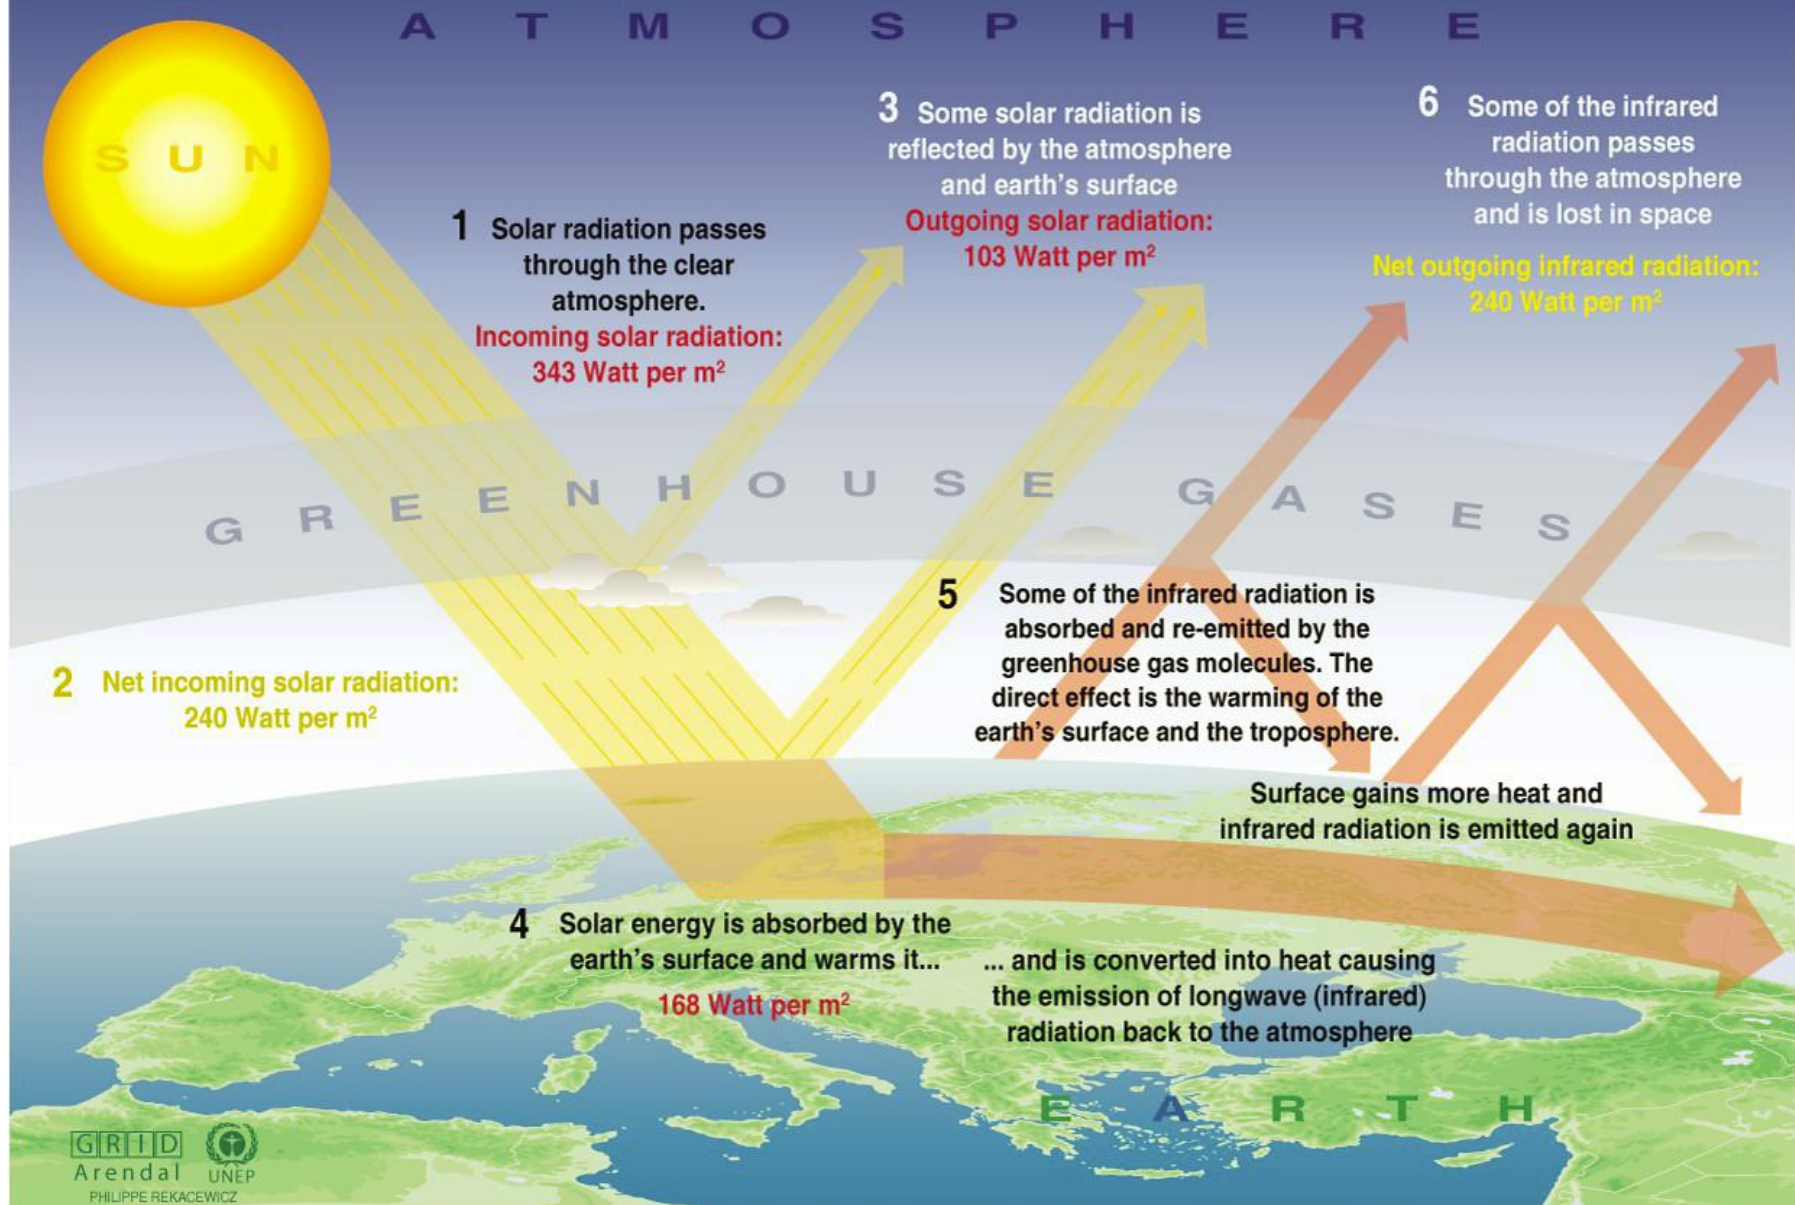 ATMOSPHERE
SUN
1 Solar radiation passes
through the clear
atmosphere.
Incoming solar radiation:
343 Watt per m²
2 Net incoming solar radiation:
240 Watt per m²
3 Some solar radiation is
reflected by the atmosphere
and earth's surface
Outgoing solar radiation:
103 Watt per m²
6 Some of the infrared
radiation passes
through the atmosphere
and is lost in space
Net outgoing infrared radiation:
240 Watt per m²
GREENHOUSE GASES
5 Some of the infrared radiation is
absorbed and re-emitted by the
greenhouse gas molecules. The
direct effect is the warming of the
earth's surface and the troposphere.
Surface gains more heat and
infrared radiation is emitted again
4 Solar energy is absorbed by the
earth's surface and warms it...
168 Watt per m²
... and is converted into heat causing
the emission of longwave (infrared)
radiation back to the atmosphere
EARTH
GRID
Arendal
UNEP
PHILIPPE REKACEWICZ